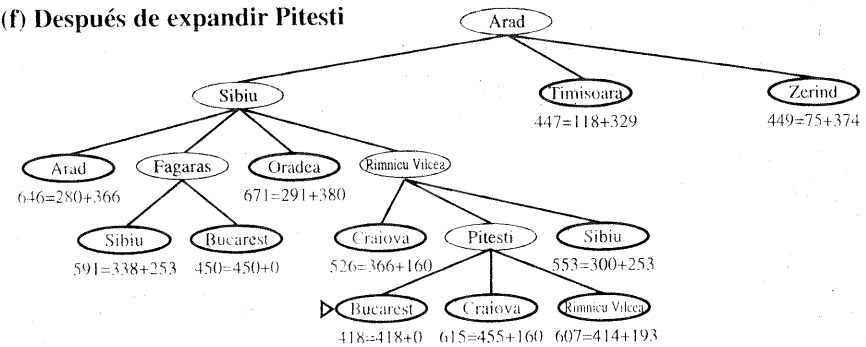 (f) Después de expandir Pitesti
Arad
Sibiu
Timisoara
Zerind
447=118+329
449=75+374
Arad
Fagaras
Oradea
Rimnicu Vilcea
646=280+366
671=291+380
Sibiu
Bucarest
Craiova
Pitesti
Sibiu
591=338+253
450=450+0
526=366+160
553=300+253
Bucarest
Craiova
Rimnicu Vilcea
418=418+0
615=455+160
607=414+193